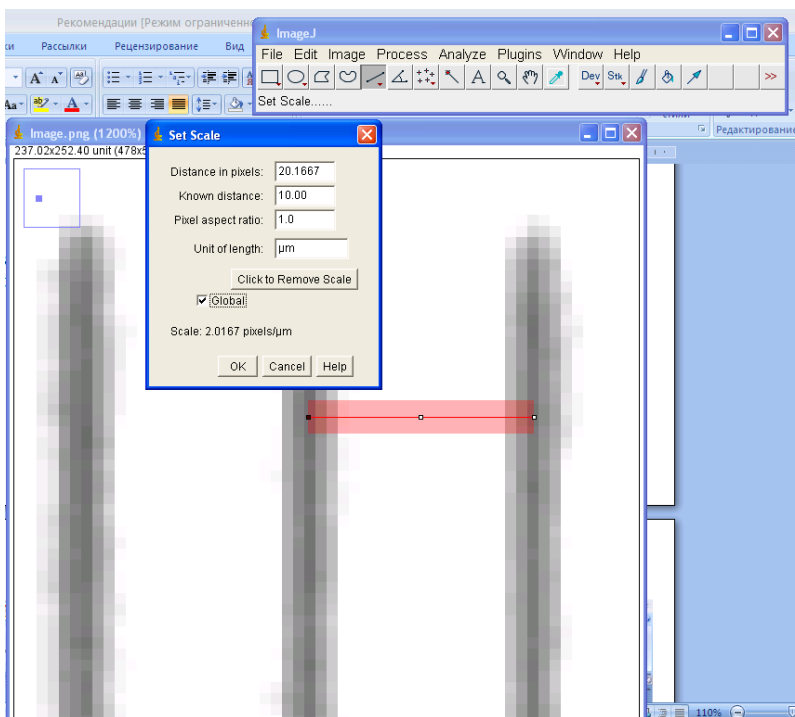 Рекомендации [Режим ограниченно
Рассылки Рецензирование Вид
ImageJ
File Edit Image Process Analyze Plugins Window Help
A Dev Stk >>
Set Scale......
Редактирование
Image.png (1200%)
237.02x252.40 unit (478x5
Set Scale
Distance in pixels: 20.1667
Known distance: 10.00
Pixel aspect ratio: 1.0
Unit of length: µm
Click to Remove Scale
Global
Scale: 2.0167 pixels/µm
OK Cancel Help
110%